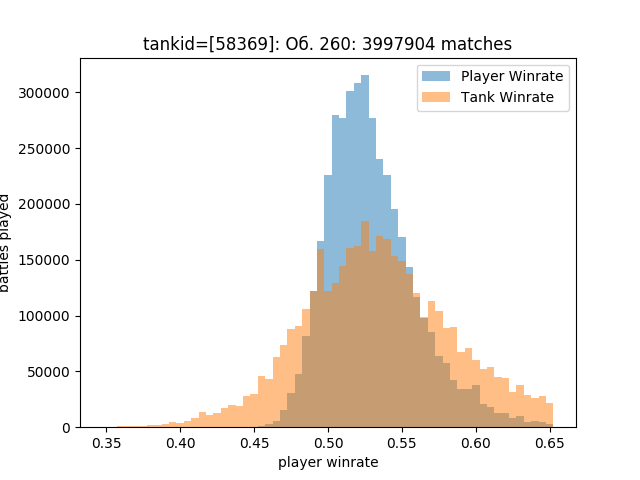 tankid=[58369]: Об. 260: 3997904 matches
Player Winrate
Tank Winrate
300000
250000
200000
150000
100000
50000
0
battles played
0.35 0.40 0.45 0.50 0.55 0.60 0.65
player winrate